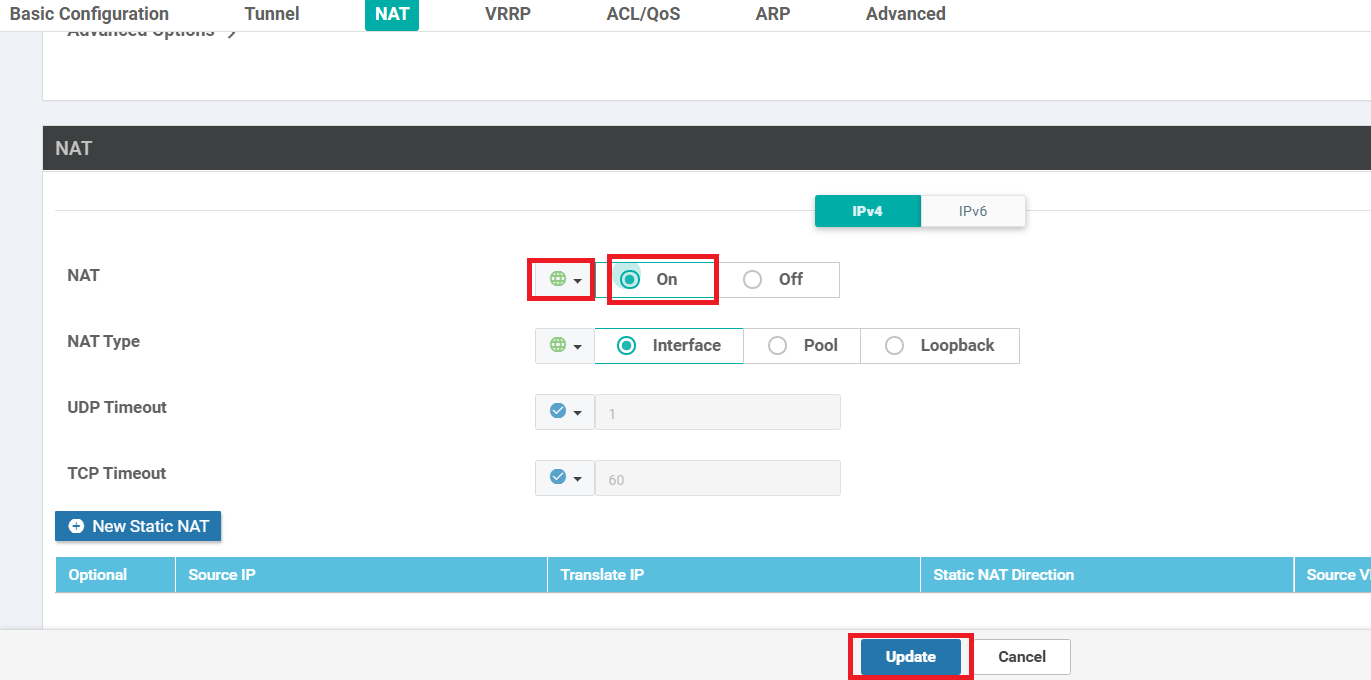 Basic Configuration Tunnel NAT VRRP ACL/QoS ARP Advanced
Advanced Options
NAT
IPv4 IPv6
NAT On Off
NAT Type Interface Pool Loopback
UDP Timeout 1
TCP Timeout 60
New Static NAT
Optional Source IP Translate IP Static NAT Direction Source
Update Cancel